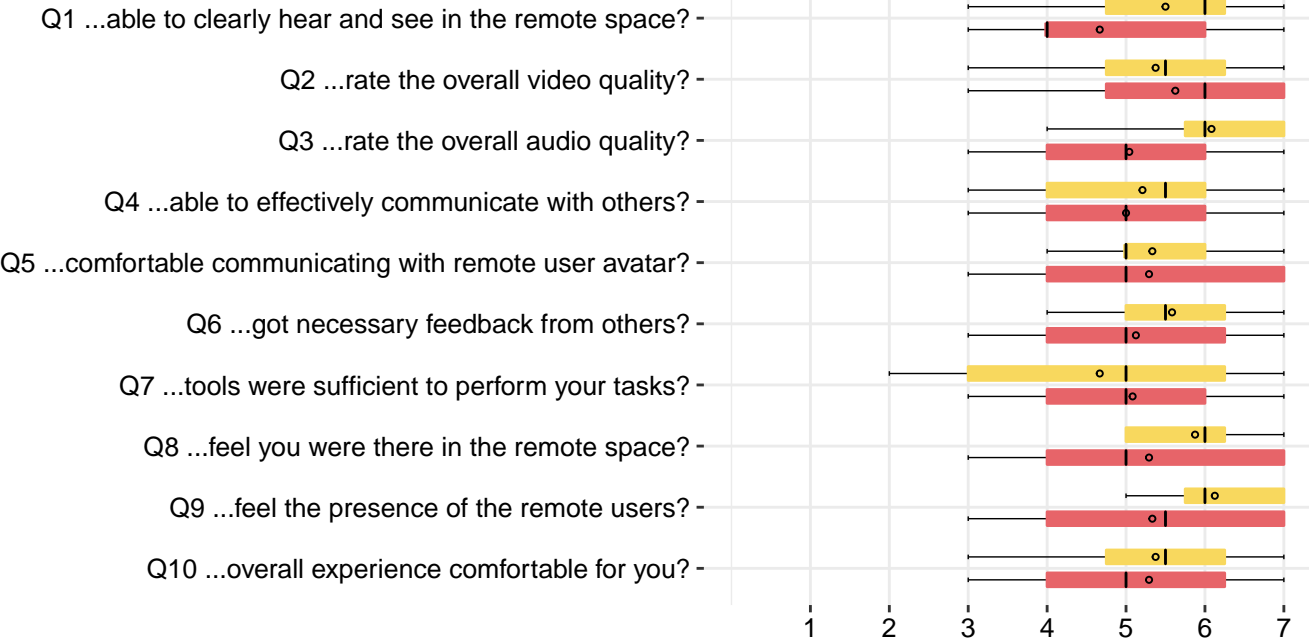 Q1 ...able to clearly hear and see in the remote space?
Q2 ...rate the overall video quality?
Q3 ...rate the overall audio quality?
Q4 ...able to effectively communicate with others?
Q5 ...comfortable communicating with remote user avatar?
Q6 ...got necessary feedback from others?
Q7 ...tools were sufficient to perform your tasks?
Q8 ...feel you were there in the remote space?
Q9 ...feel the presence of the remote users?
Q10 ...overall experience comfortable for you?
1 2 3 4 5 6 7